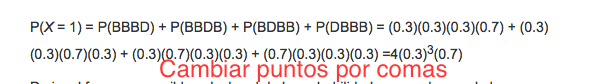 P(X = 1) = P(BBBD) + P(BBDB) + P(BDBB) + P(DBBB) = (0.3)(0.3)(0.3)(0.7) + (0.3)
(0.3)(0.7)(0.3) + (0.3)(0.7)(0.3)(0.3) + (0.7)(0.3)(0.3)(0.3) =4(0.3)³(0.7)
Cambiar puntos por comas